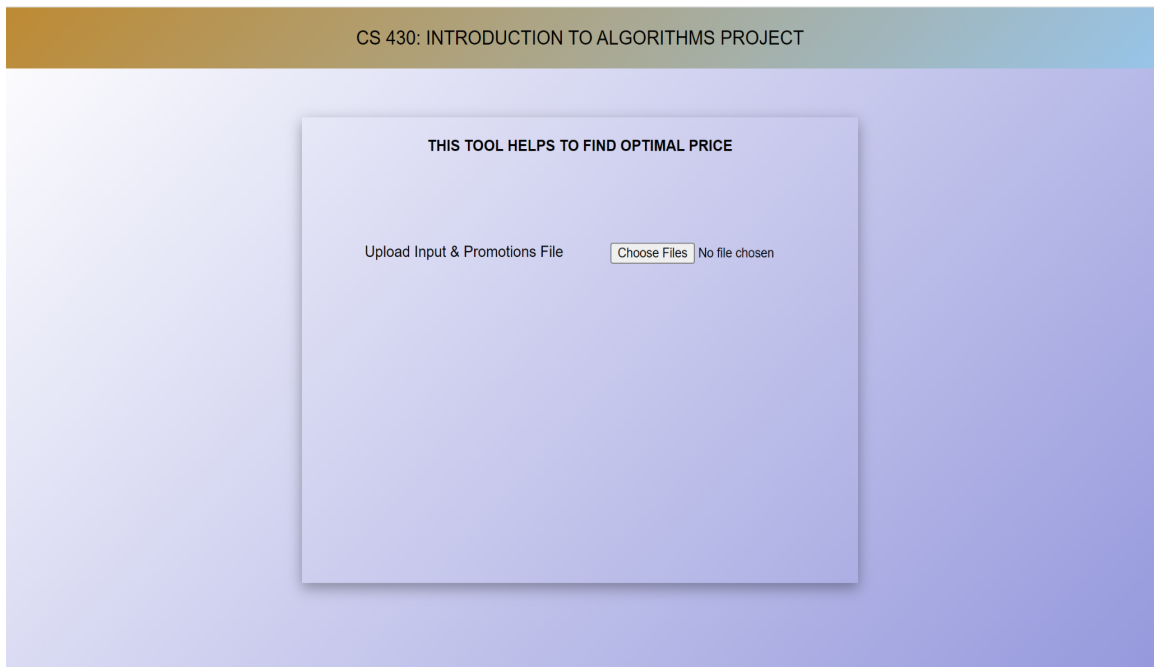 CS 430: INTRODUCTION TO ALGORITHMS PROJECT
THIS TOOL HELPS TO FIND OPTIMAL PRICE
Upload Input & Promotions File Choose Files No file chosen